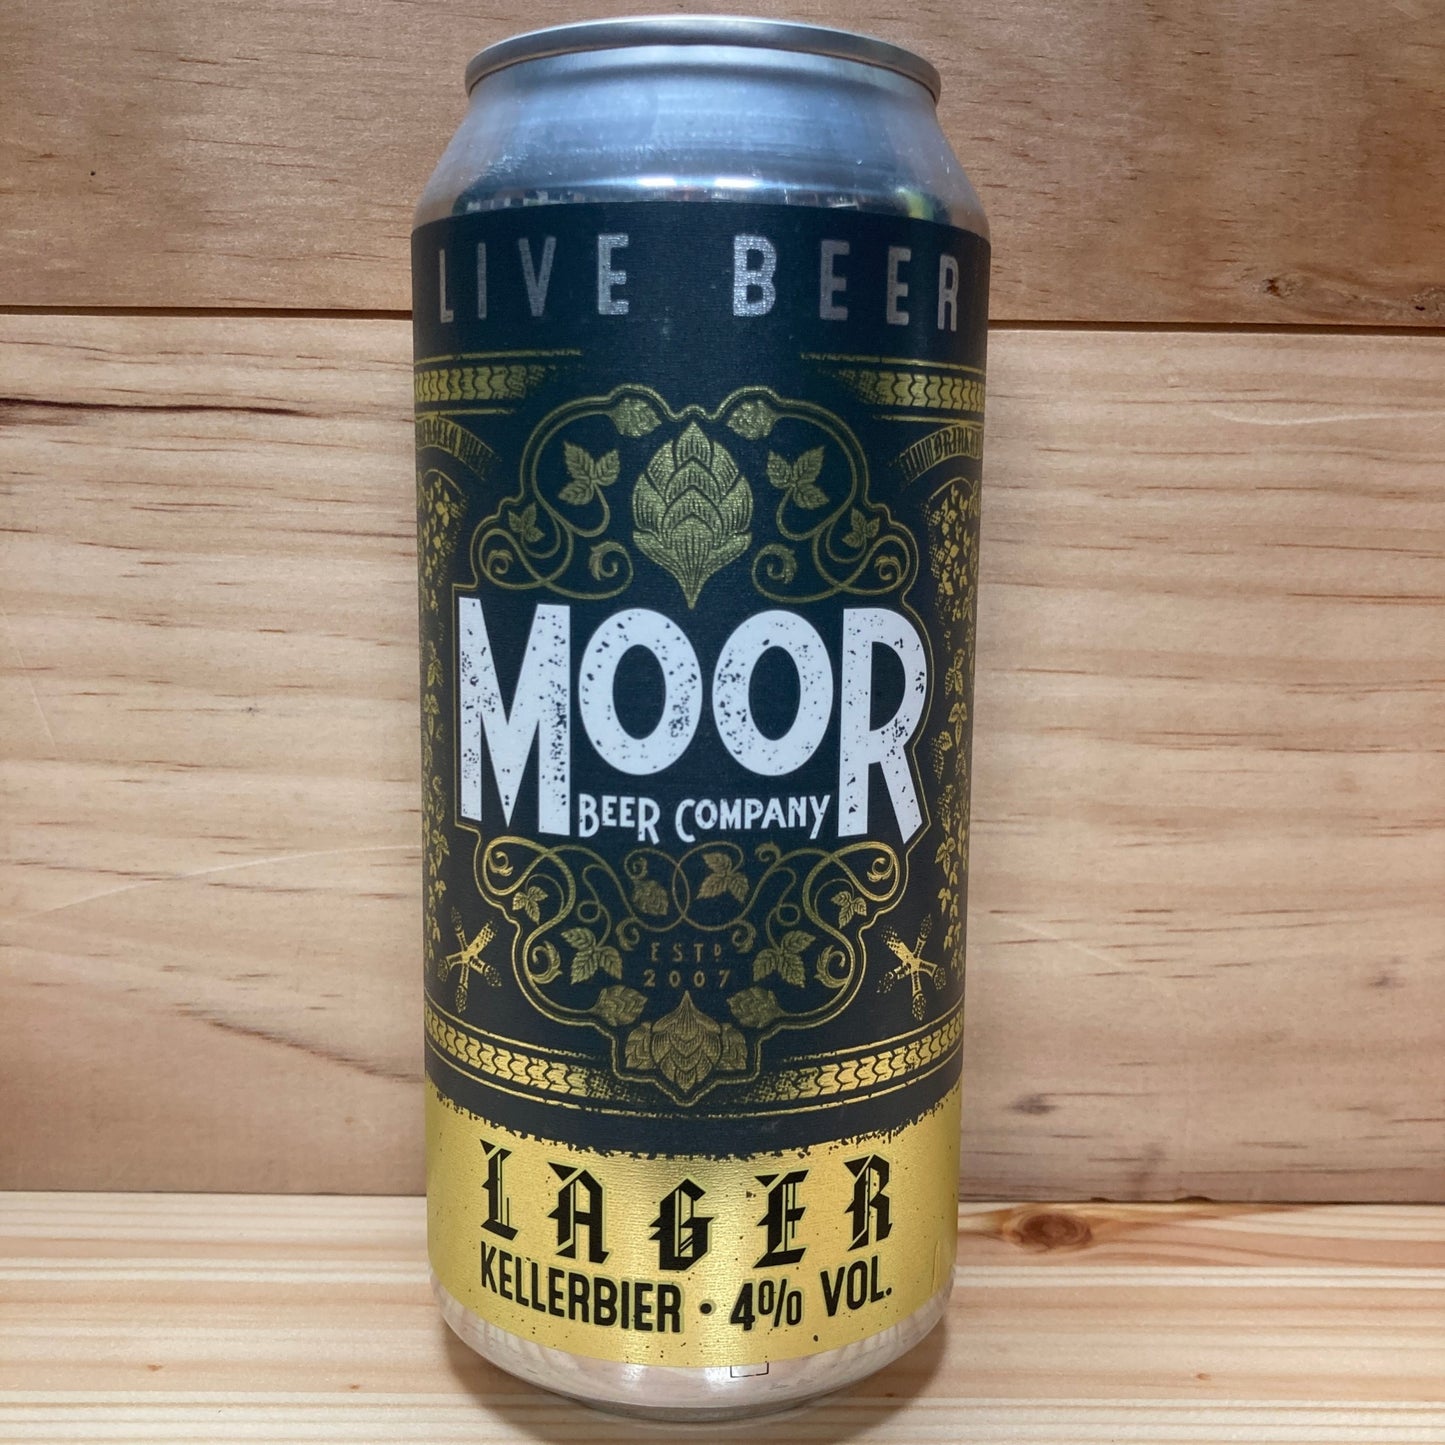 LIVE BEER
MOOR
BEER COMPANY
ESTD
2007
LAGER
KELLERBIER • 4% VOL.